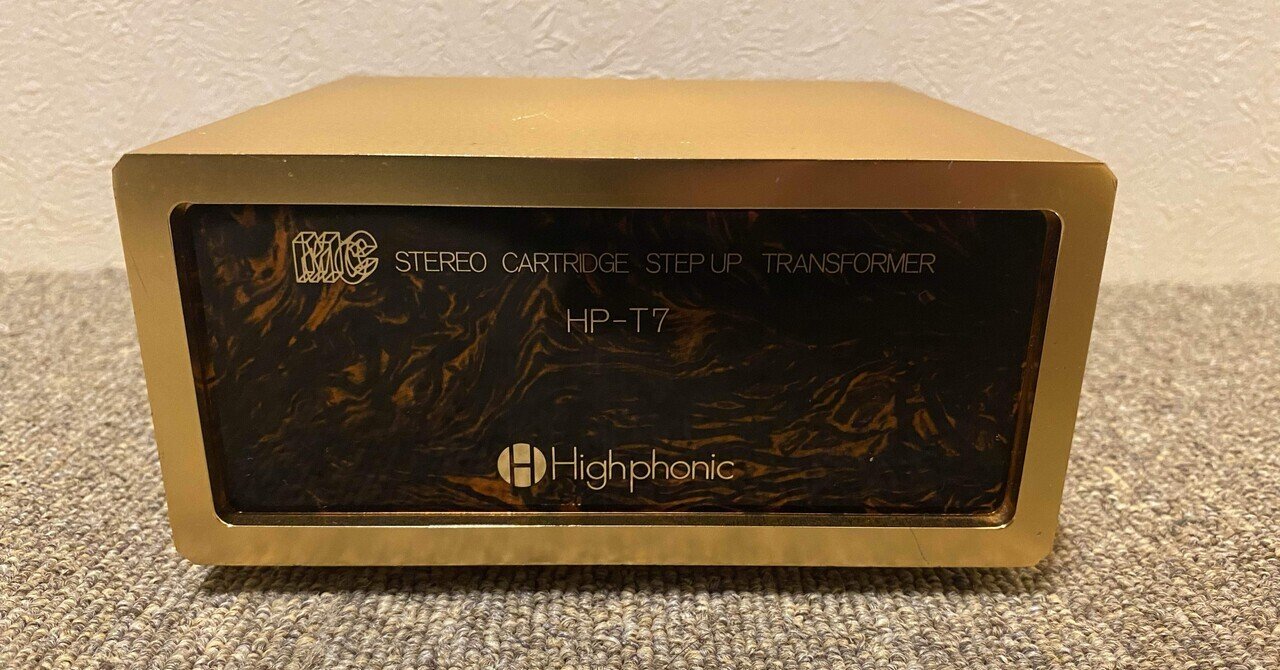 MC STEREO CARTRIDGE STEP UP TRANSFORMER
HP-T7
H Highphonic